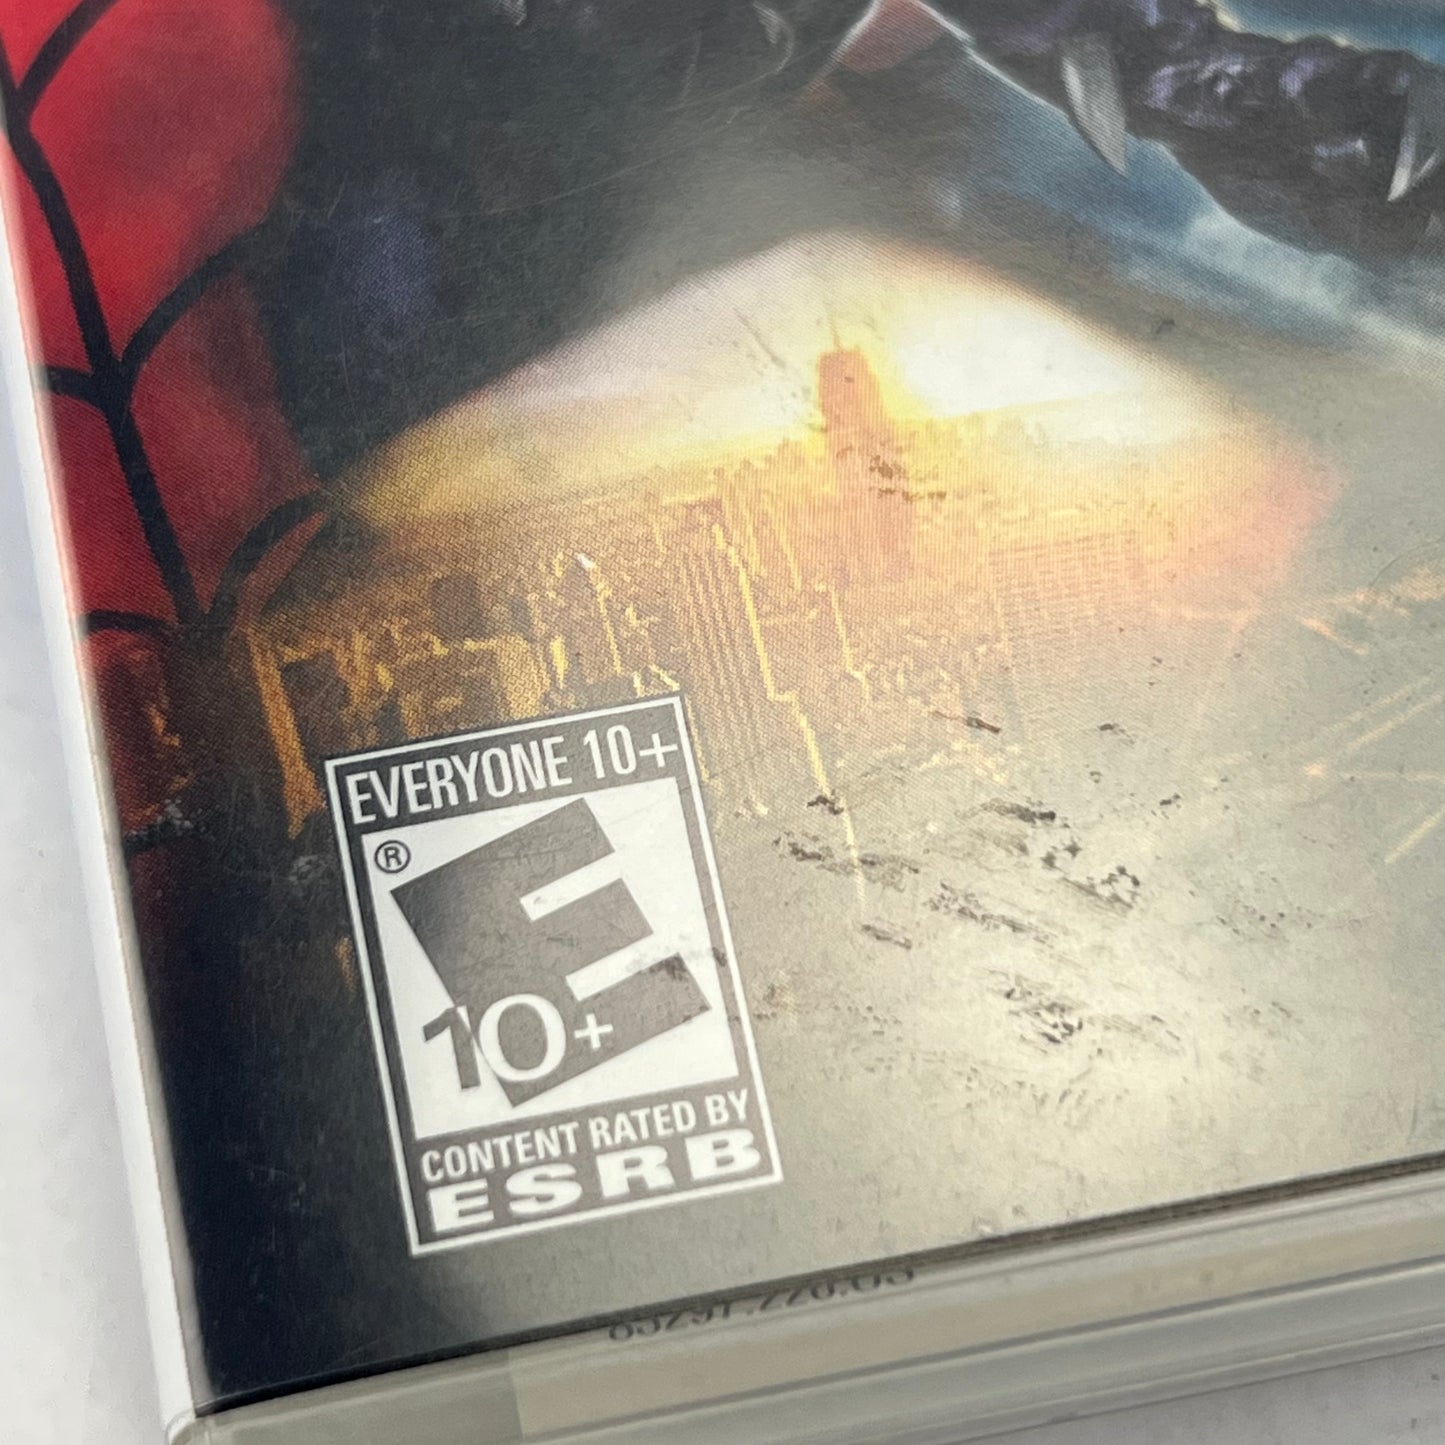 EVERYONE 10+
®
E
10+
CONTENT RATED BY
ESRB